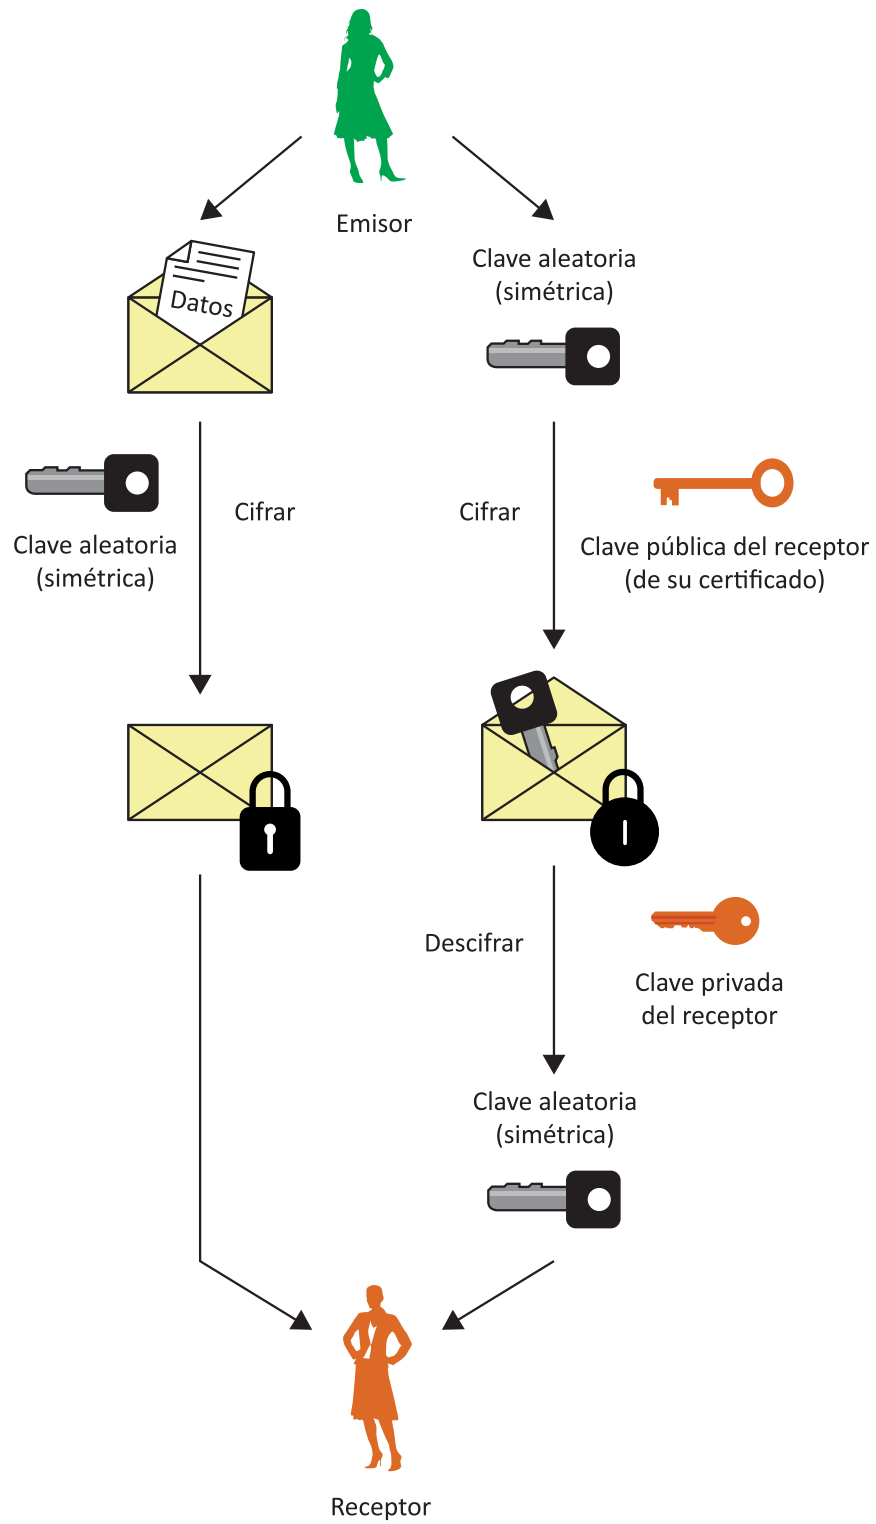 Emisor
Clave aleatoria
(simétrica)
Datos
Clave aleatoria
(simétrica)
Cifrar
Cifrar
Clave pública del receptor
(de su certificado)
Descifrar
Clave privada
del receptor
Clave aleatoria
(simétrica)
Receptor